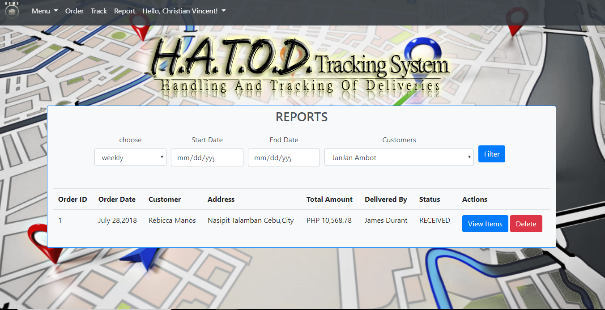 Menu Order Track Report Hello, Christian Vincent!
H.A.T.O.D. Tracking System
Handling And Tracking Of Deliveries
REPORTS
choose Start Date End Date Customers
weekly mm/dd/yyy mm/dd/yyy JanJan Ambot Filter
Order ID Order Date Customer Address Total Amount Delivered By Status Actions
1 July 28,2018 Rebicca Manos Nasipit Talamban Cebu,City PHP 10,568.78 James Durant RECEIVED View Items Delete